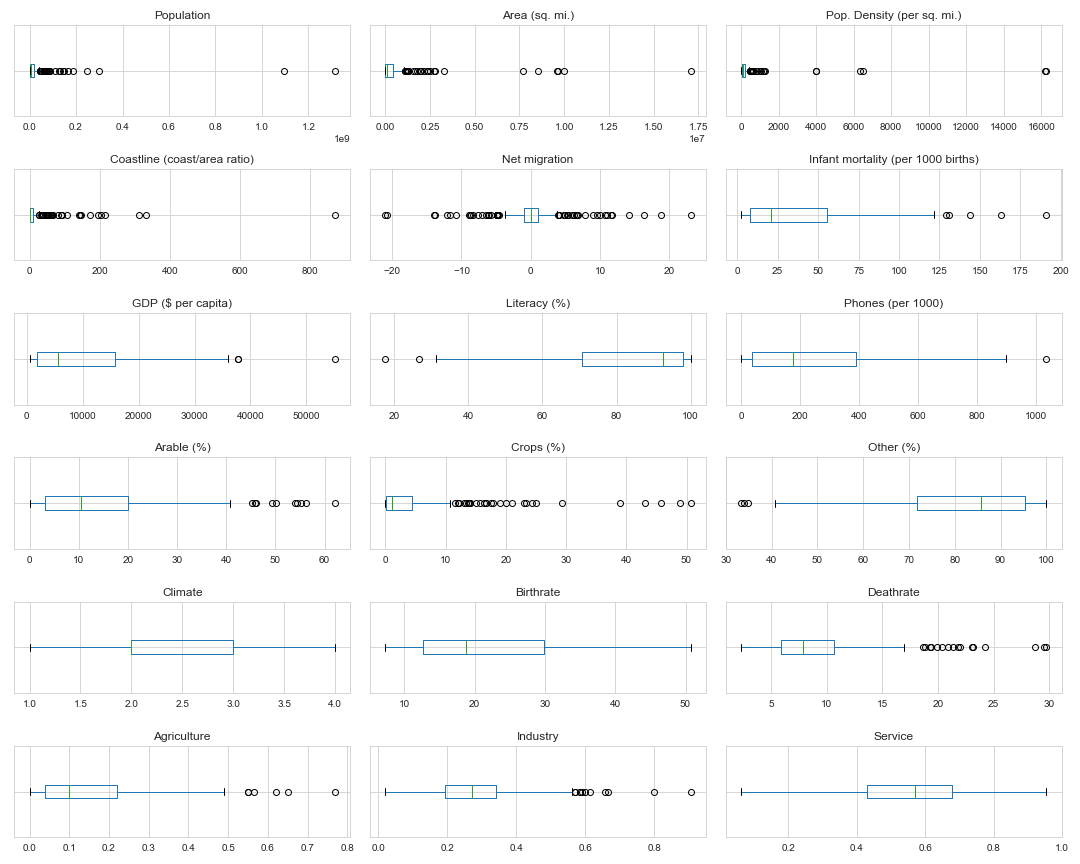 Population Area (sq. mi.) Pop. Density (per sq. mi.)
0.0 0.2 0.4 0.6 0.8 1.0 1.2 0.00 0.25 0.50 0.75 1.00 1.25 1.50 1.75 0 2000 4000 6000 8000 10000 12000 14000 16000
1e9 1e7
Coastline (coast/area ratio) Net migration Infant mortality (per 1000 births)
0 200 400 600 800 −20 −10 0 10 20 0 25 50 75 100 125 150 175 200
GDP ($ per capita) Literacy (%) Phones (per 1000)
0 10000 20000 30000 40000 50000 20 40 60 80 100 0 200 400 600 800 1000
Arable (%) Crops (%) Other (%)
0 10 20 30 40 50 60 0 10 20 30 40 50 30 40 50 60 70 80 90 100
Climate Birthrate Deathrate
1.0 1.5 2.0 2.5 3.0 3.5 4.0 10 20 30 40 50 5 10 15 20 25 30
Agriculture Industry Service
0.0 0.1 0.2 0.3 0.4 0.5 0.6 0.7 0.8 0.0 0.2 0.4 0.6 0.8 0.2 0.4 0.6 0.8 1.0